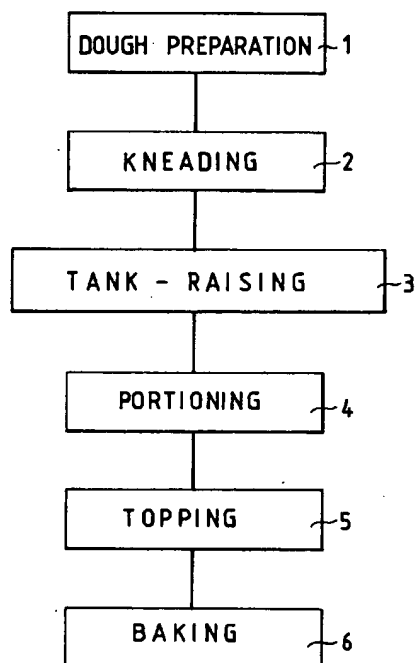 DOUGH PREPARATION 1
KNEADING 2
TANK - RAISING 3
PORTIONING 4
TOPPING 5
BAKING 6